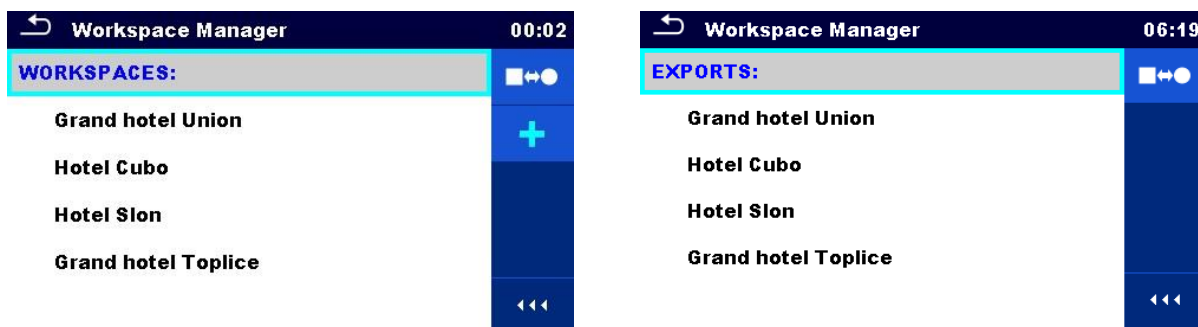 Workspace Manager 00:02
WORKSPACES:
Grand hotel Union
Hotel Cubo
Hotel Slon
Grand hotel Toplice
Workspace Manager 06:19
EXPORTS:
Grand hotel Union
Hotel Cubo
Hotel Slon
Grand hotel Toplice